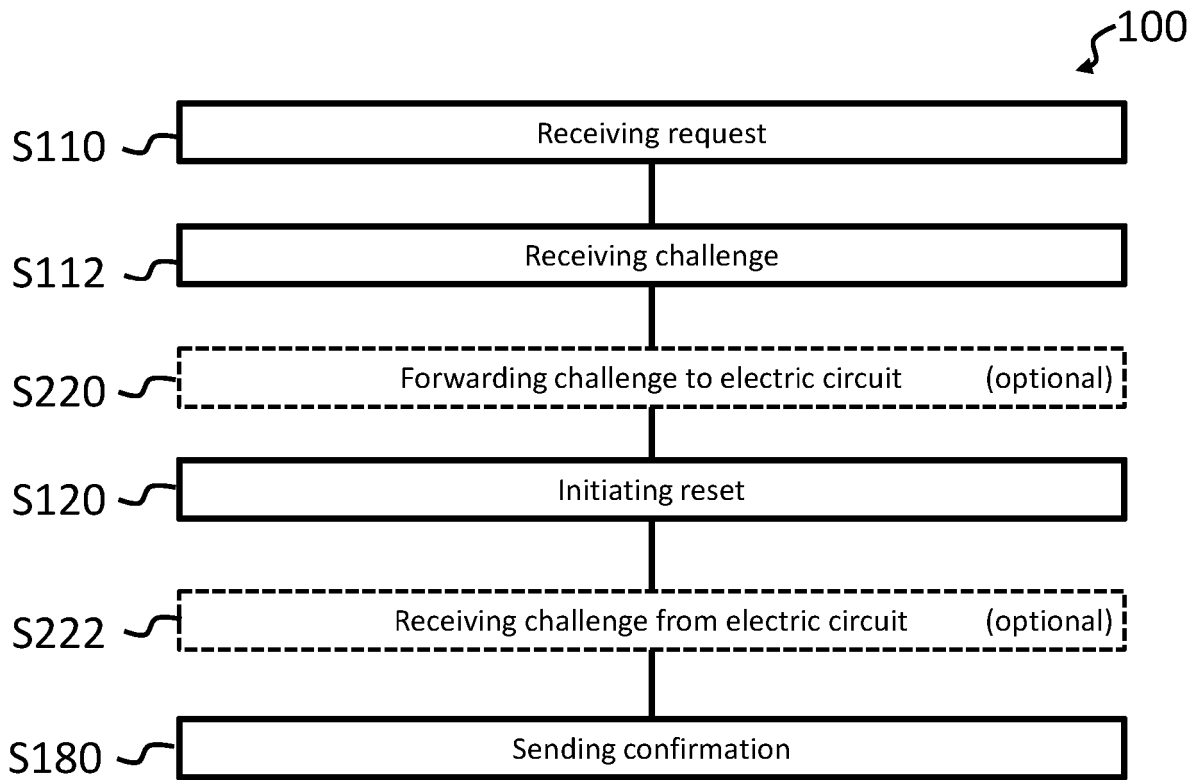 100
S110 Receiving request
S112 Receiving challenge
S220 Forwarding challenge to electric circuit (optional)
S120 Initiating reset
S222 Receiving challenge from electric circuit (optional)
S180 Sending confirmation